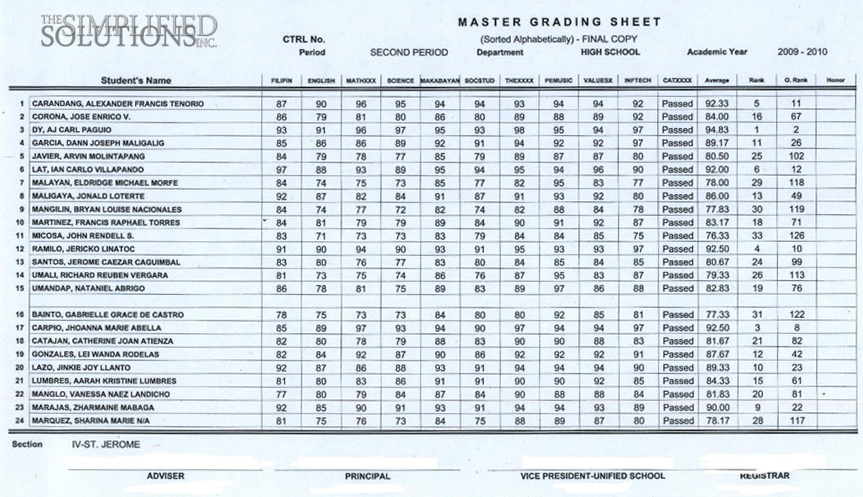 THE SIMPLIFIED
SOLUTIONS INC.
MASTER GRADING SHEET
CTRL No. (Sorted Alphabetically) - FINAL COPY
Period SECOND PERIOD Department HIGH SCHOOL Academic Year 2009 - 2010
Student's Name FILIPIN ENGLISH MATHXXX SCIENCE MAKABAYAN SOCSTUD THEXXXX PEMUSIC VALUESX INFTECH CATXXXX Average Rank O. Rank Honor
1 CARANDANG, ALEXANDER FRANCIS TENORIO 87 90 96 95 94 94 93 94 94 92 Passed 92.33 5 11
2 CORONA, JOSE ENRICO V. 86 79 81 80 86 80 89 88 89 92 Passed 84.00 16 67
3 DY, AJ CARL PAGUIO 93 91 96 97 95 93 98 95 94 97 Passed 94.83 1 2
4 GARCIA, DANN JOSEPH MALIGALIG 85 86 86 89 92 91 94 92 92 97 Passed 89.17 11 26
5 JAVIER, ARVIN MOLINTAPANG 84 79 78 77 85 79 89 87 87 80 Passed 80.50 25 102
6 LAT, IAN CARLO VILLAPANDO 97 88 93 89 95 94 95 94 96 90 Passed 92.00 6 12
7 MALAYAN, ELDRIDGE MICHAEL MORFE 84 74 75 73 85 77 82 95 83 77 Passed 78.00 29 118
8 MALIGAYA, JONALD LOTERTE 92 87 82 84 91 87 91 93 92 80 Passed 86.00 13 49
9 MANGILIN, BRYAN LOUISE NACIONALES 84 74 77 72 82 74 82 88 84 78 Passed 77.83 30 119
10 MARTINEZ, FRANCIS RAPHAEL TORRES 84 81 79 79 89 84 90 91 92 87 Passed 83.17 18 71
11 MICOSA, JOHN RENDELL S. 83 71 73 73 83 79 84 84 85 75 Passed 76.33 33 126
12 RAMILO, JERICKO LINATOC 91 90 94 90 93 91 95 93 93 97 Passed 92.50 4 10
13 SANTOS, JEROME CAEZAR CAGUIMBAL 83 80 76 77 83 80 84 85 84 85 Passed 80.67 24 99
14 UMALI, RICHARD REUBEN VERGARA 81 73 75 74 86 76 87 95 83 87 Passed 79.33 26 113
15 UMANDAP, NATANIEL ABRIGO 86 78 81 75 89 83 89 97 86 88 Passed 82.83 19 76
16 BAINTO, GABRIELLE GRACE DE CASTRO 78 75 73 73 84 80 80 92 85 81 Passed 77.33 31 122
17 CARPIO, JHOANNA MARIE ABELLA 85 89 97 93 94 90 97 94 94 97 Passed 92.50 3 8
18 CATAJAN, CATHERINE JOAN ATIENZA 82 80 78 79 88 83 90 90 88 83 Passed 81.67 21 82
19 GONZALES, LEI WANDA RODELAS 82 84 92 87 90 86 92 92 92 91 Passed 87.67 12 42
20 LAZO, JINKIE JOY LLANTO 92 87 86 88 93 91 94 94 94 90 Passed 89.33 10 23
21 LUMBRES, AARAH KRISTINE LUMBRES 81 80 83 86 91 91 90 90 92 85 Passed 84.33 15 61
22 MANGLO, VANESSA NAEZ LANDICHO 77 80 79 84 87 84 90 88 88 84 Passed 81.83 20 81
23 MARAJAS, ZHARMAINE MABAGA 92 85 90 91 93 91 94 94 93 89 Passed 90.00 9 22
24 MARQUEZ, SHARINA MARIE N/A 81 75 76 73 84 75 88 89 87 80 Passed 78.17 28 117
Section IV-ST. JEROME
ADVISER PRINCIPAL VICE PRESIDENT-UNIFIED SCHOOL REGISTRAR